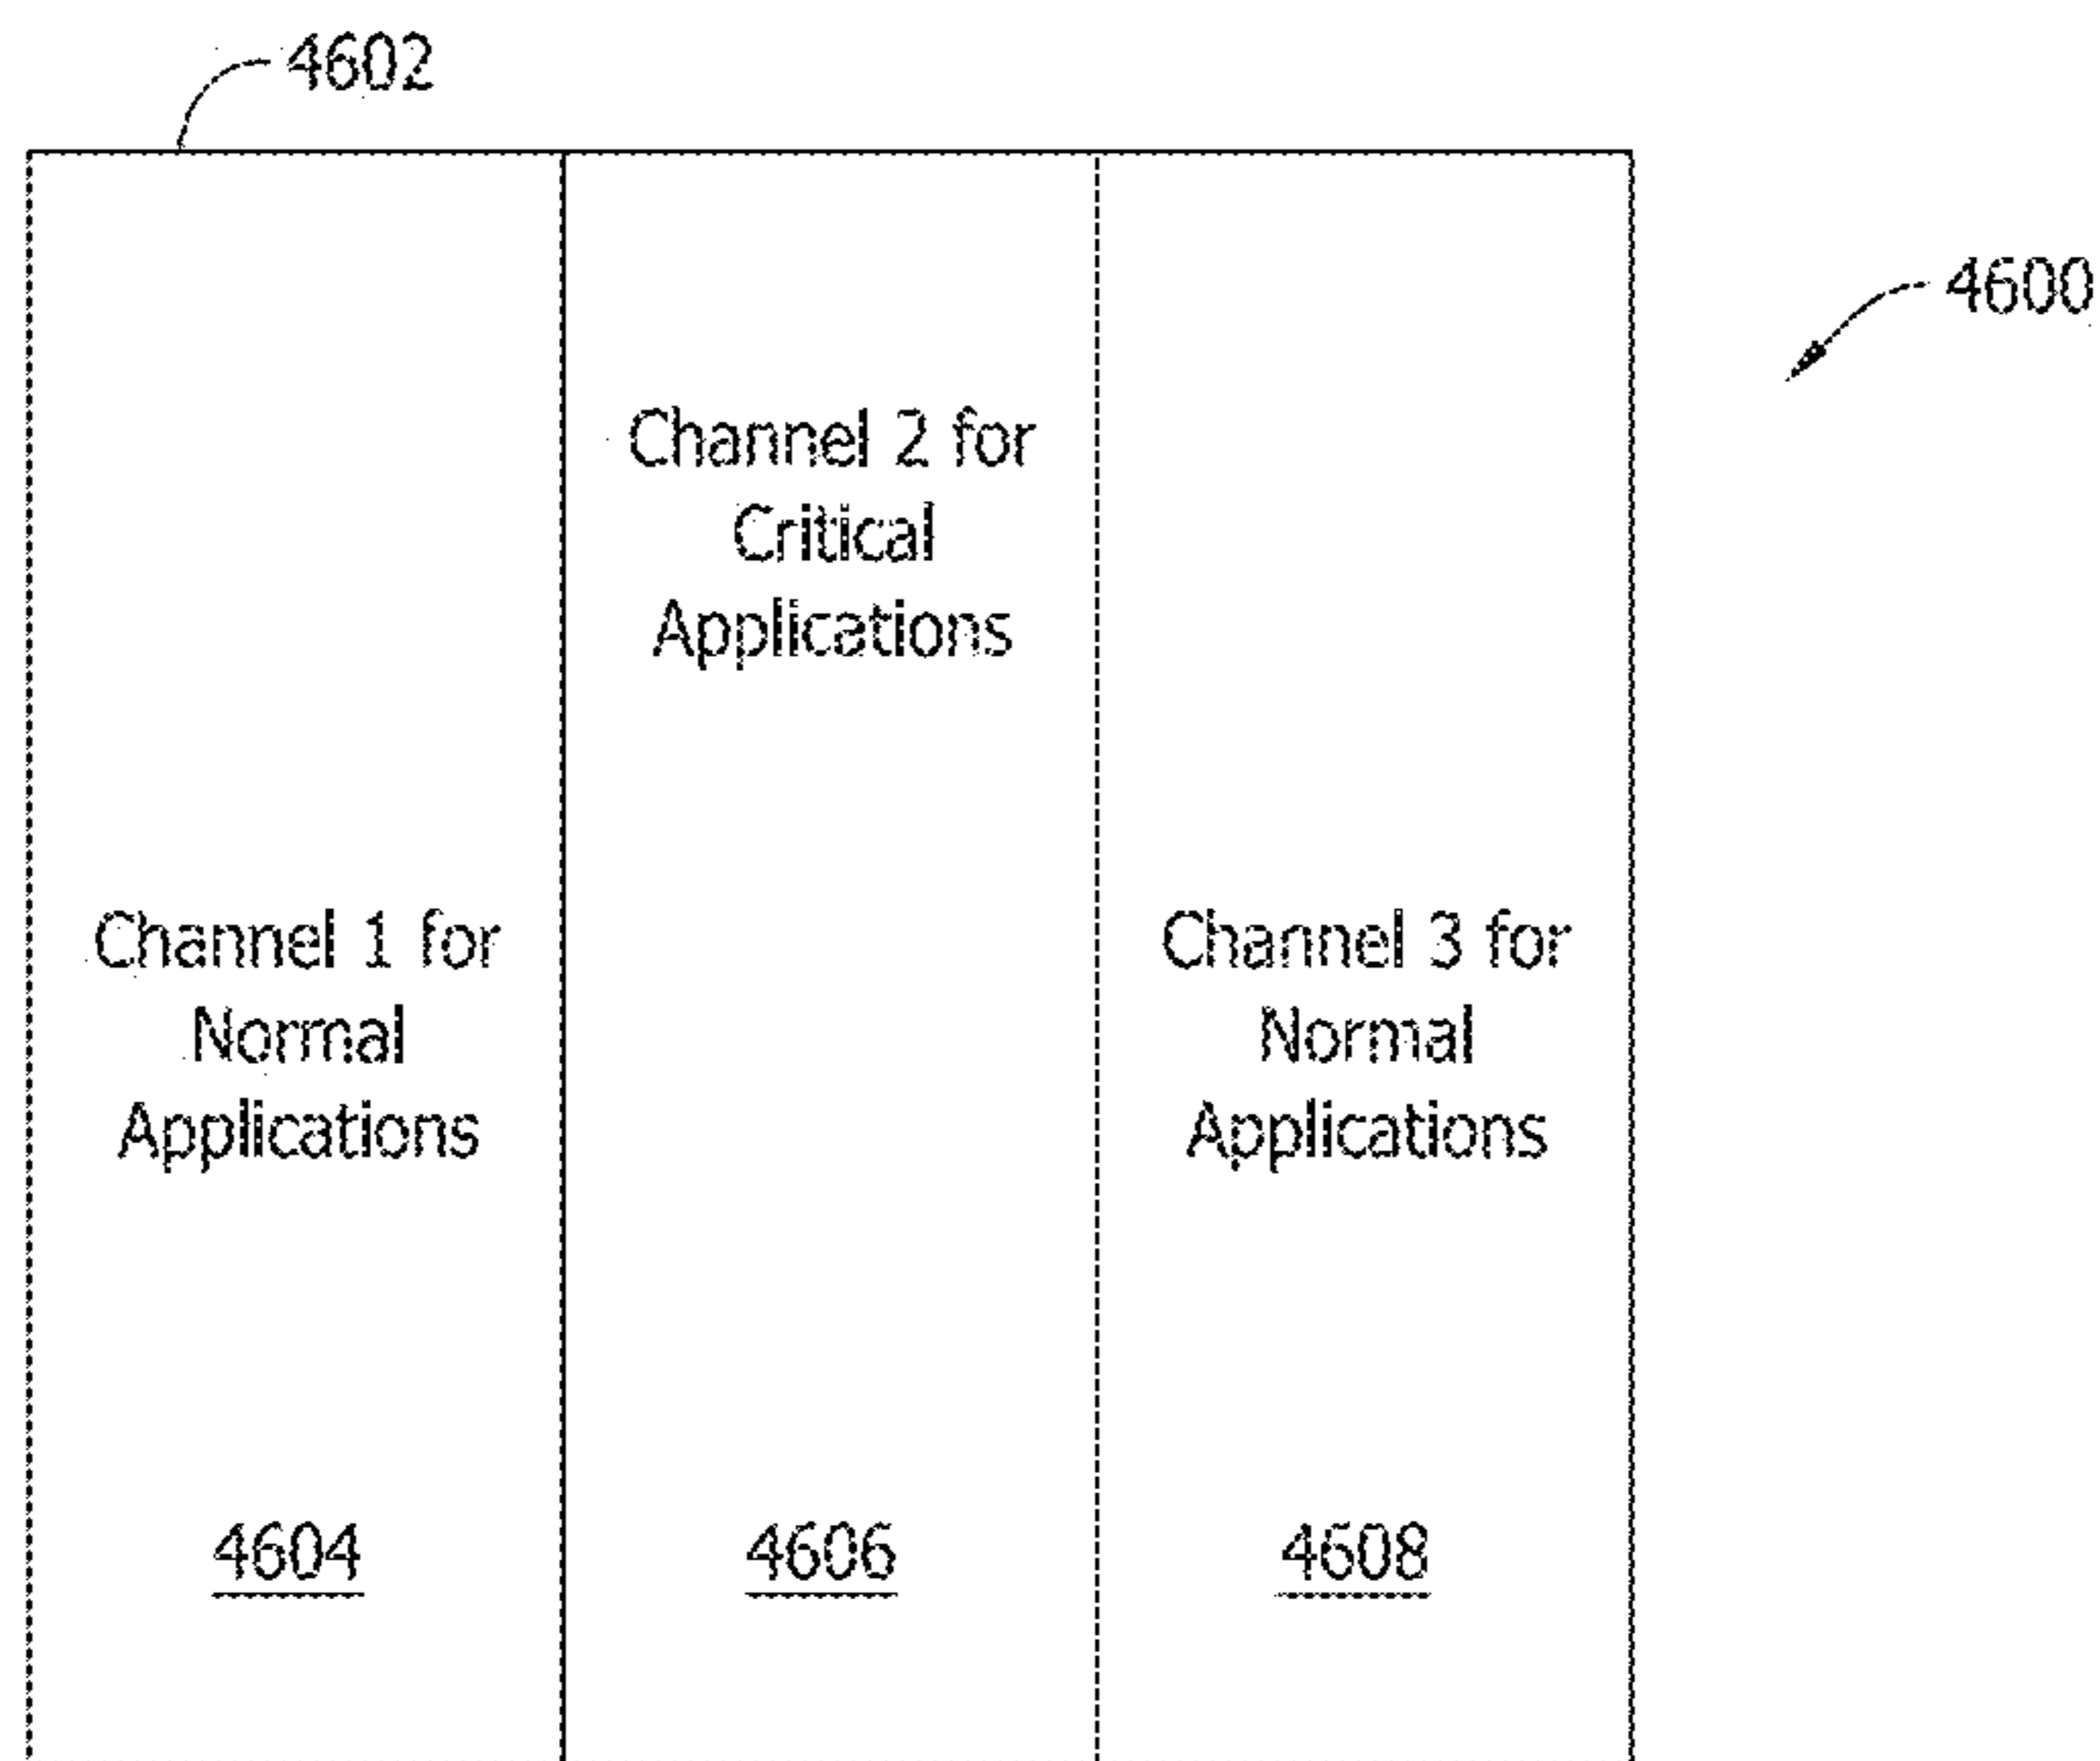 4602
4600
Channel 2 for
Critical
Applications
Channel 1 for
Normal
Applications
Channel 3 for
Normal
Applications
4604
4606
4608